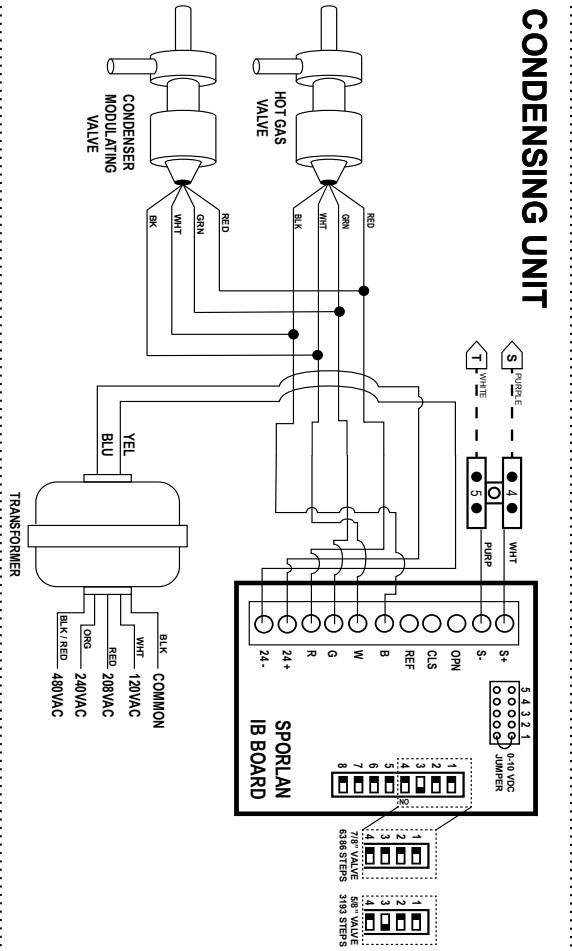 CONDENSING UNIT
S
PURPLE
T
WHITE
4
5
WHT
PURP
HOT GAS
VALVE
RED
GRN
WHT
BLK
CONDENSER
MODULATING
VALVE
RED
GRN
WHT
BK
S+
S-
OPN
CLS
REF
B
W
G
R
24+
24-
5 4 3 2 1
0-10 VDC
JUMPER
SPORLAN
IB BOARD
1
2
3
4
5
6
7
8
NO
1
2
3
4
7/8" VALVE
6386 STEPS
1
2
3
4
5/8" VALVE
3193 STEPS
YEL
BLU
TRANSFORMER
BLK
COMMON
WHT
120VAC
RED
208VAC
ORG
240VAC
BLK / RED
480VAC